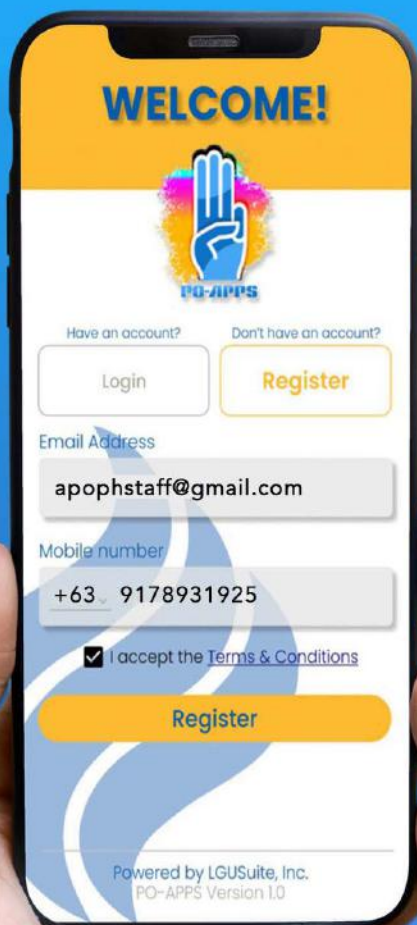 WELCOME!
PO-APPS
Have an account?
Don't have an account?
Login
Register
Email Address
apophstaff@gmail.com
Mobile number
+63 9178931925
I accept the Terms & Conditions
Register
Powered by LGUSuite, Inc.
PO-APPS Version 1.0